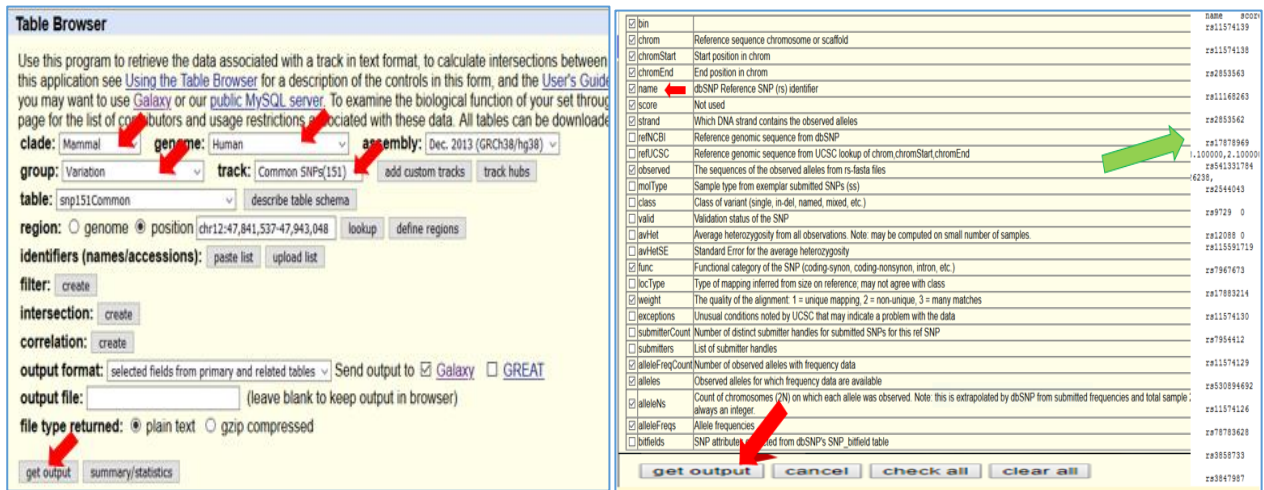 Table Browser
Use this program to retrieve the data associated with a track in text format, to calculate intersections between
this application see Using the Table Browser for a description of the controls in this form, and the User's Guide
you may want to use Galaxy or our public MySQL server. To examine the biological function of your set throug
page for the list of contributors and usage restrictions associated with these data. All tables can be downloade
clade: Mammal genome: Human assembly: Dec. 2013 (GRCh38/hg38)
group: Variation track: Common SNPs(151) add custom tracks track hubs
table: snp151Common describe table schema
region: genome position chr12:47,841,537-47,943,048 lookup define regions
identifiers (names/accessions): paste list upload list
filter: create
intersection: create
correlation: create
output format: selected fields from primary and related tables Send output to Galaxy GREAT
output file: (leave blank to keep output in browser)
file type returned: plain text gzip compressed
get output summary/statistics
bin
chrom Reference sequence chromosome or scaffold
chromStart Start position in chrom
chromEnd End position in chrom
name dbSNP Reference SNP (rs) identifier
score Not used
strand Which DNA strand contains the observed alleles
refNCBI Reference genomic sequence from dbSNP
refUCSC Reference genomic sequence from UCSC lookup of chrom,chromStart,chromEnd
observed The sequences of the observed alleles from rs-fasta files
molType Sample type from exemplar submitted SNPs (ss)
class Class of variant (single, in-del, named, mixed, etc.)
valid Validation status of the SNP
avHet Average heterozygosity from all observations. Note: may be computed on small number of samples.
avHetSE Standard Error for the average heterozygosity
func Functional category of the SNP (coding-synon, coding-nonsynon, intron, etc.)
locType Type of mapping inferred from size on reference; may not agree with class
weight The quality of the alignment: 1 = unique mapping, 2 = non-unique, 3 = many matches
exceptions Unusual conditions noted by UCSC that may indicate a problem with the data
submitterCount Number of distinct submitter handles for submitted SNPs for this ref SNP
submitters List of submitter handles
alleleFreqCount Number of observed alleles with frequency data
alleles Observed alleles for which frequency data are available
alleleNs Count of chromosomes (2N) on which each allele was observed. Note: this is extrapolated by dbSNP from submitted frequencies and total sample
always an integer.
alleleFreqs Allele frequencies
bitfields SNP attributes from dbSNP's SNP_bitfield table
get output cancel check all clear all
name score
rs11574139
rs11574138
rs2853563
rs11168263
rs2853562
rs17878969
.100000,2.10000
rs541331784
6238,
rs2544043
rs9729 0
rs12088 0
rs115591719
rs7967673
rs17883214
rs11574130
rs7954412
rs11574129
rs530894692
rs11574126
rs78783628
rs3858733
rs3847987